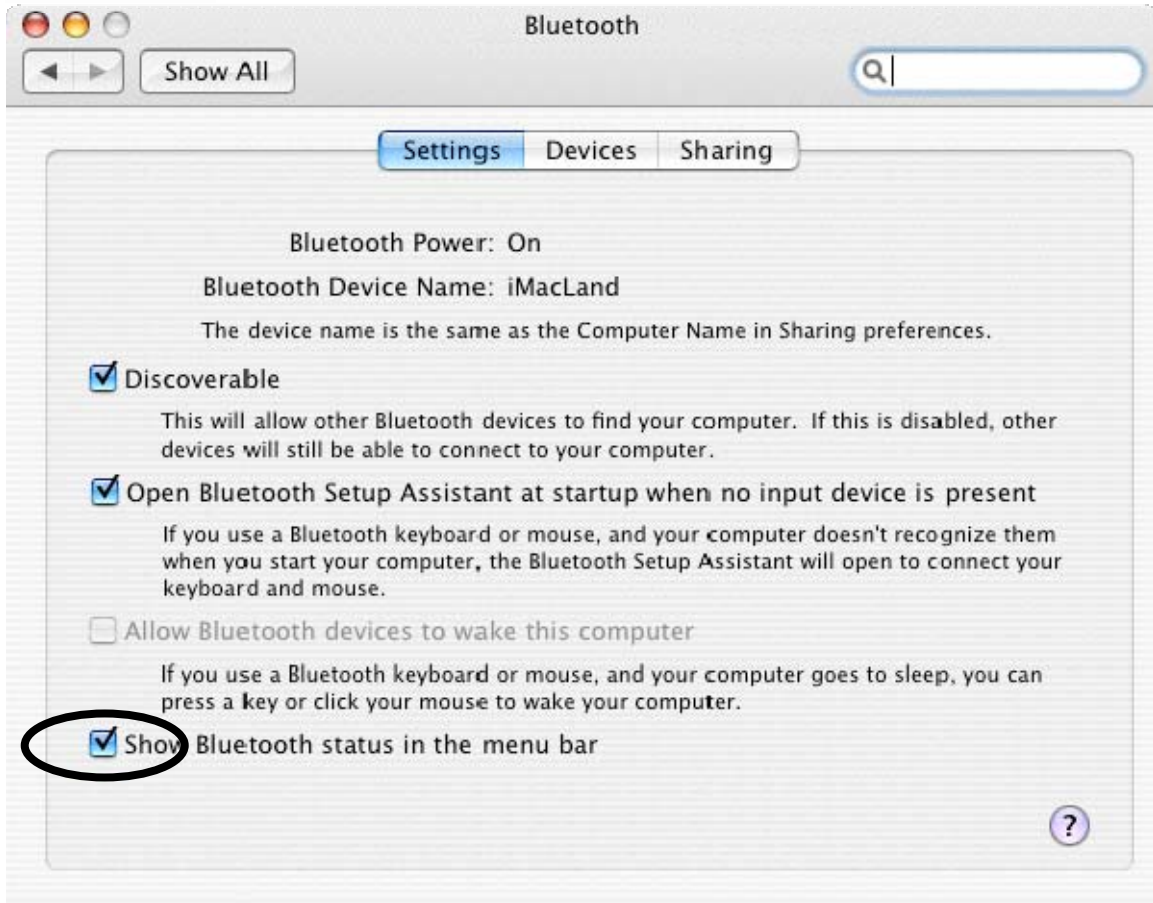 Bluetooth
Show All
Settings Devices Sharing
Bluetooth Power: On
Bluetooth Device Name: iMacLand
The device name is the same as the Computer Name in Sharing preferences.
Discoverable
This will allow other Bluetooth devices to find your computer. If this is disabled, other
devices will still be able to connect to your computer.
Open Bluetooth Setup Assistant at startup when no input device is present
If you use a Bluetooth keyboard or mouse, and your computer doesn't recognize them
when you start your computer, the Bluetooth Setup Assistant will open to connect your
keyboard and mouse.
Allow Bluetooth devices to wake this computer
If you use a Bluetooth keyboard or mouse, and your computer goes to sleep, you can
press a key or click your mouse to wake your computer.
Show Bluetooth status in the menu bar
?